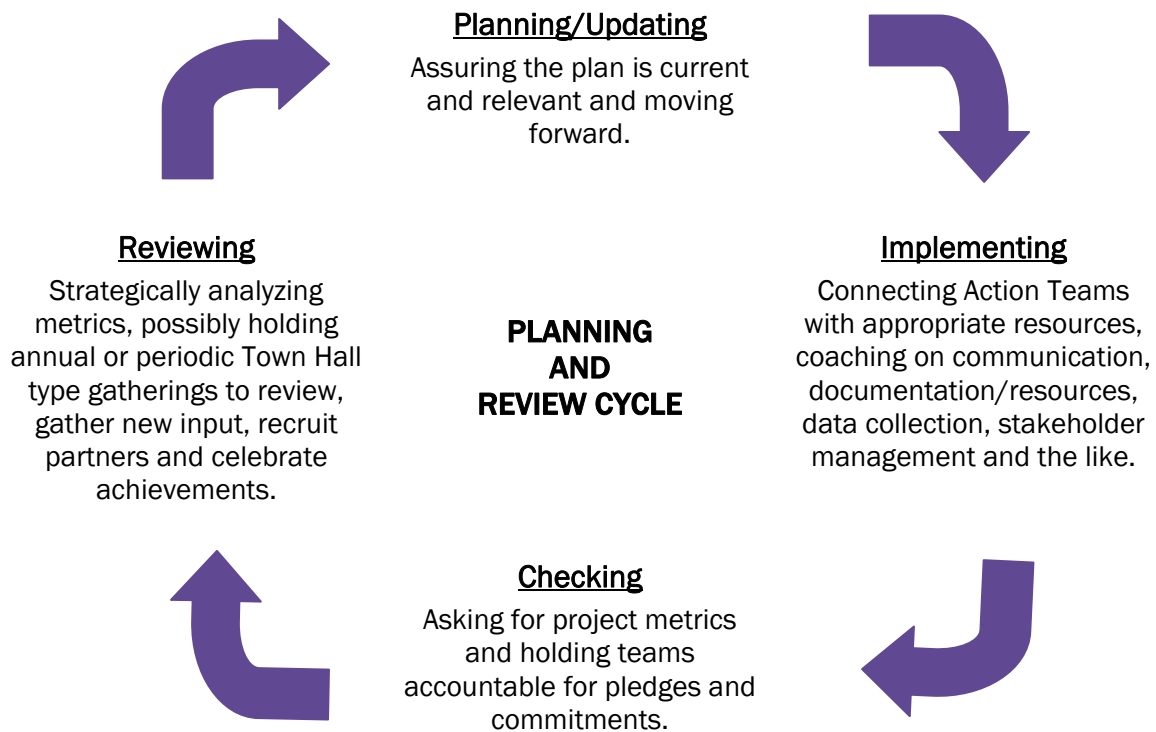 Planning/Updating
Assuring the plan is current
and relevant and moving
forward.
Reviewing
Strategically analyzing
metrics, possibly holding
annual or periodic Town Hall
type gatherings to review,
gather new input, recruit
partners and celebrate
achievements.
PLANNING
AND
REVIEW CYCLE
Implementing
Connecting Action Teams
with appropriate resources,
coaching on communication,
documentation/resources,
data collection, stakeholder
management and the like.
Checking
Asking for project metrics
and holding teams
accountable for pledges and
commitments.